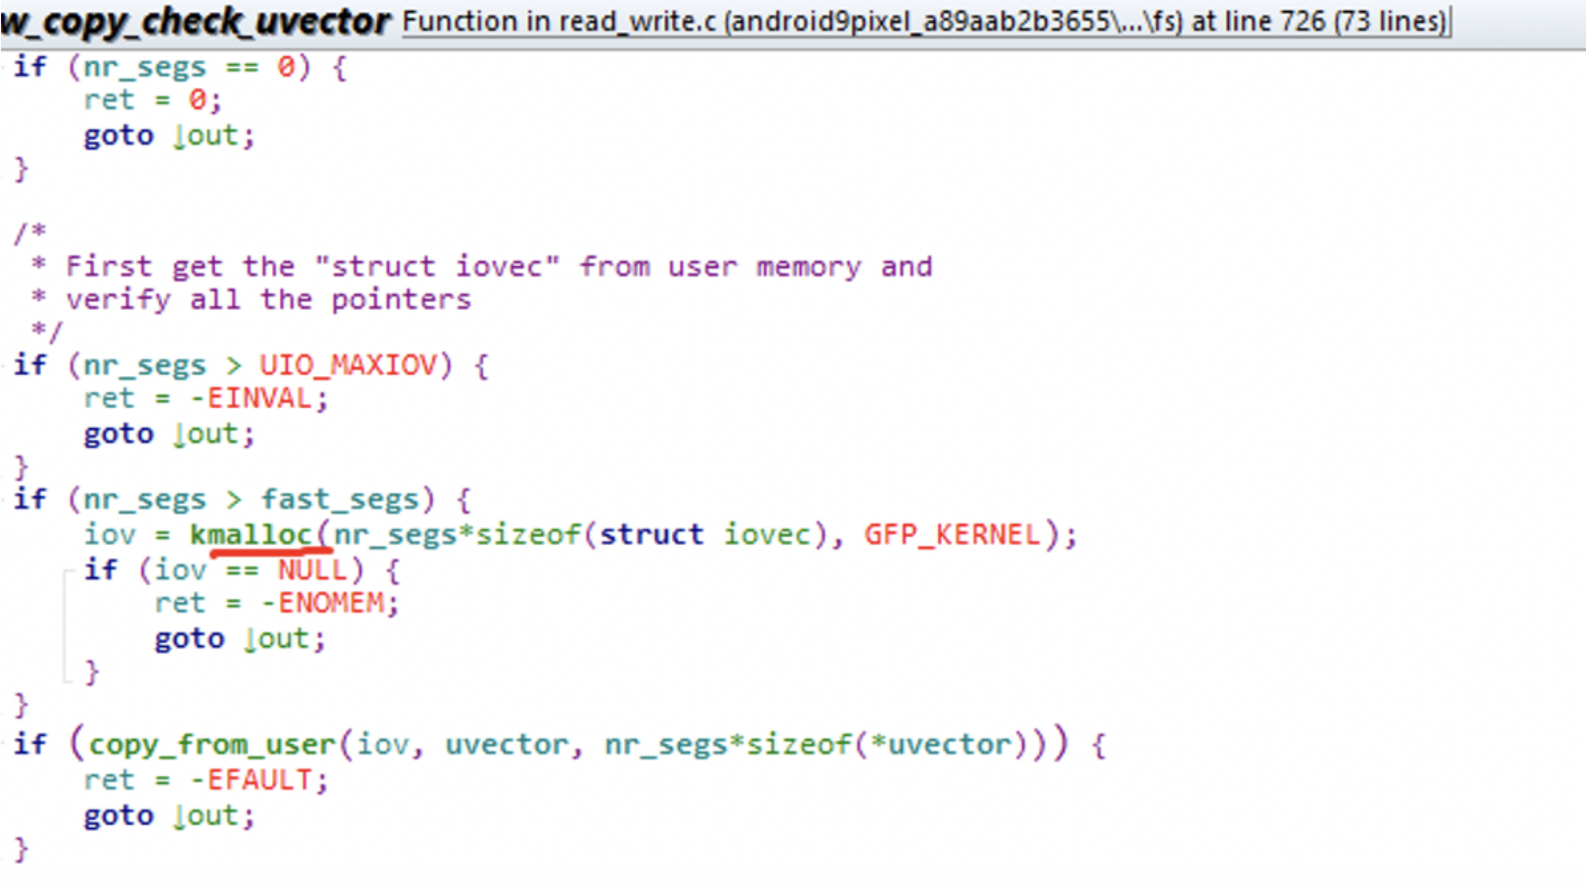 w_copy_check_uvector Function in read_write.c (android9pixel_a89aab2b3655\...\fs) at line 726 (73 lines)
if (nr_segs == 0) {
ret = 0;
goto ↓out;
}
/*
* First get the "struct iovec" from user memory and
* verify all the pointers
*/
if (nr_segs > UIO_MAXIOV) {
ret = -EINVAL;
goto ↓out;
}
if (nr_segs > fast_segs) {
iov = kmalloc(nr_segs*sizeof(struct iovec), GFP_KERNEL);
if (iov == NULL) {
ret = -ENOMEM;
goto ↓out;
}
}
if (copy_from_user(iov, uvector, nr_segs*sizeof(*uvector))) {
ret = -EFAULT;
goto ↓out;
}